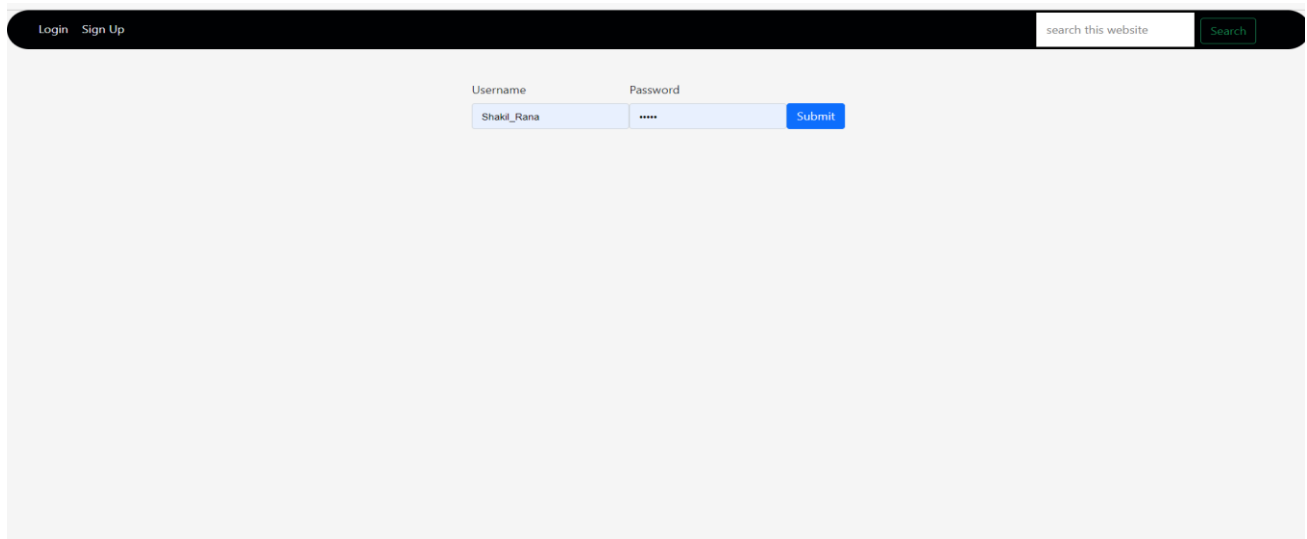 Login Sign Up search this website Search
Username Password
Shakil_Rana ••••• Submit